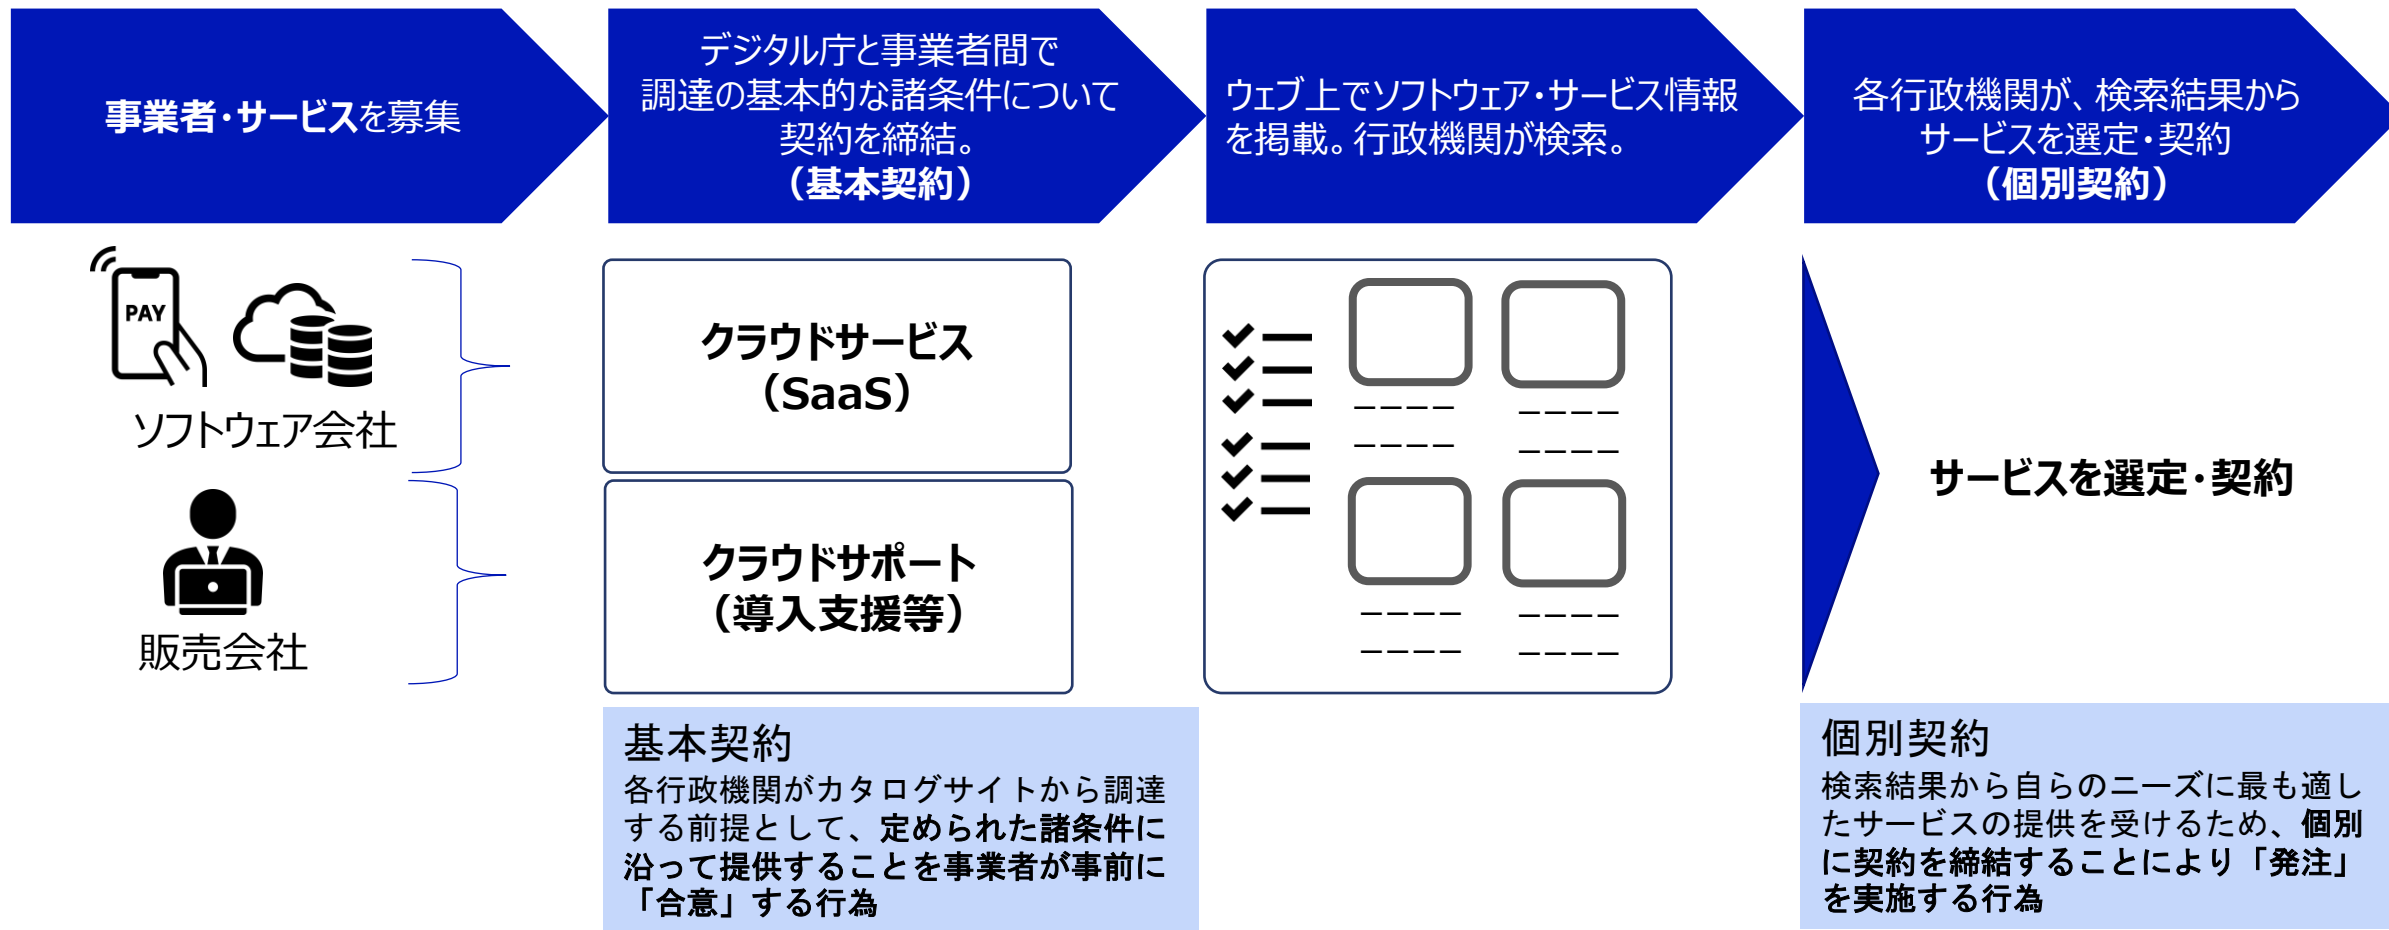 事業者・サービスを募集
デジタル庁と事業者間で
調達の基本的な諸条件について
契約を締結。
（基本契約）
ウェブ上でソフトウェア・サービス情報
を掲載。行政機関が検索。
各行政機関が、検索結果から
サービスを選定・契約
（個別契約）
PAY
ソフトウェア会社
販売会社
クラウドサービス
（SaaS）
クラウドサポート
（導入支援等）
サービスを選定・契約
基本契約
各行政機関がカタログサイトから調達
する前提として、定められた諸条件に
沿って提供することを事業者が事前に
「合意」する行為
個別契約
検索結果から自らのニーズに最も適し
たサービスの提供を受けるため、個別
に契約を締結することにより「発注」
を実施する行為